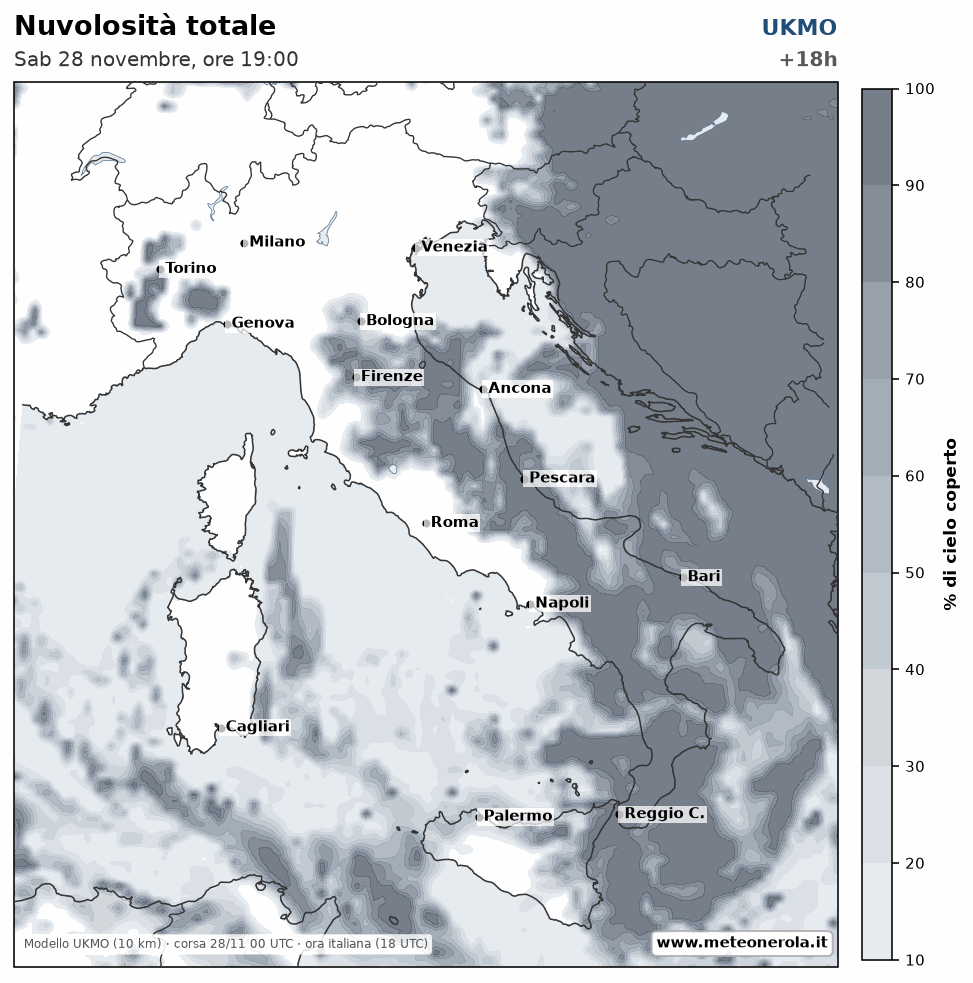 Nuvolosità totale
UKMO
Sab 28 novembre, ore 19:00
+18h
100
90
80
70
60
50
40
30
20
10
% di cielo coperto
Milano
Venezia
Torino
Bologna
Genova
Firenze
Ancona
Pescara
Roma
Bari
Napoli
Cagliari
Palermo
Reggio C.
Modello UKMO (10 km) · corsa 28/11 00 UTC · ora italiana (18 UTC)
www.meteonerola.it